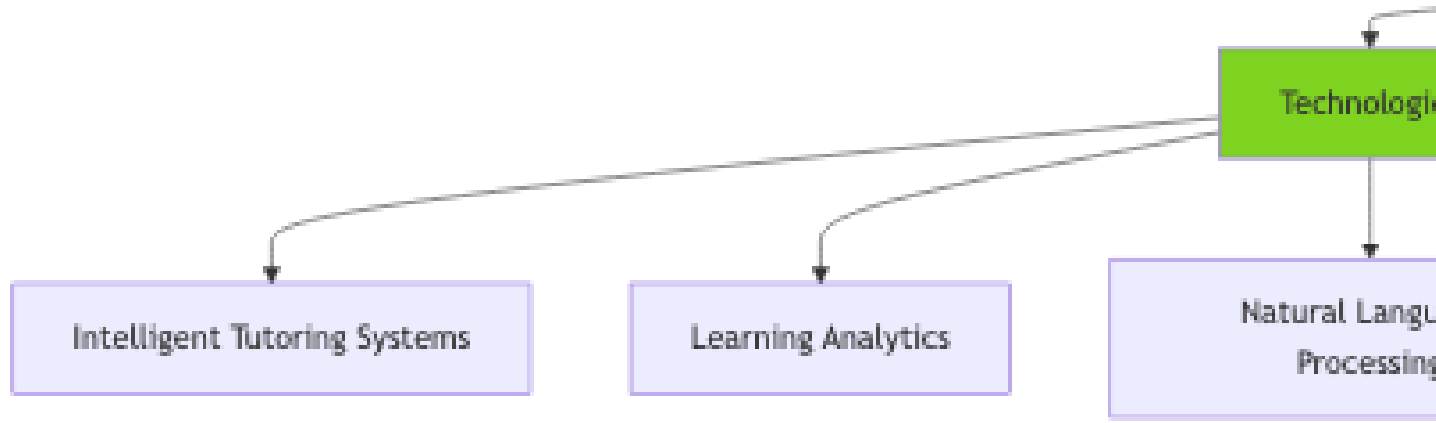 Technologie
Intelligent Tutoring Systems
Learning Analytics
Natural Langu
Processing